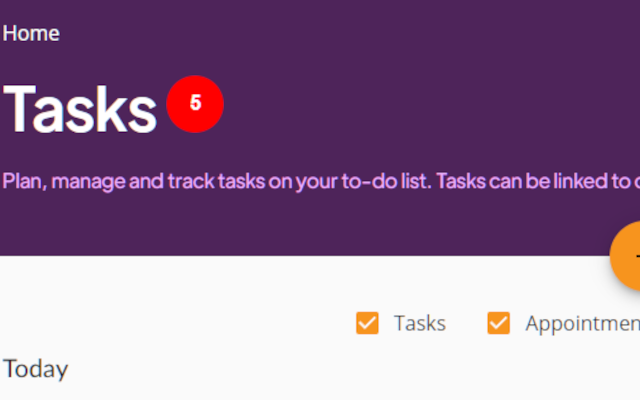 Home
Tasks 5
Plan, manage and track tasks on your to-do list. Tasks can be linked to
Tasks Appointmen
Today